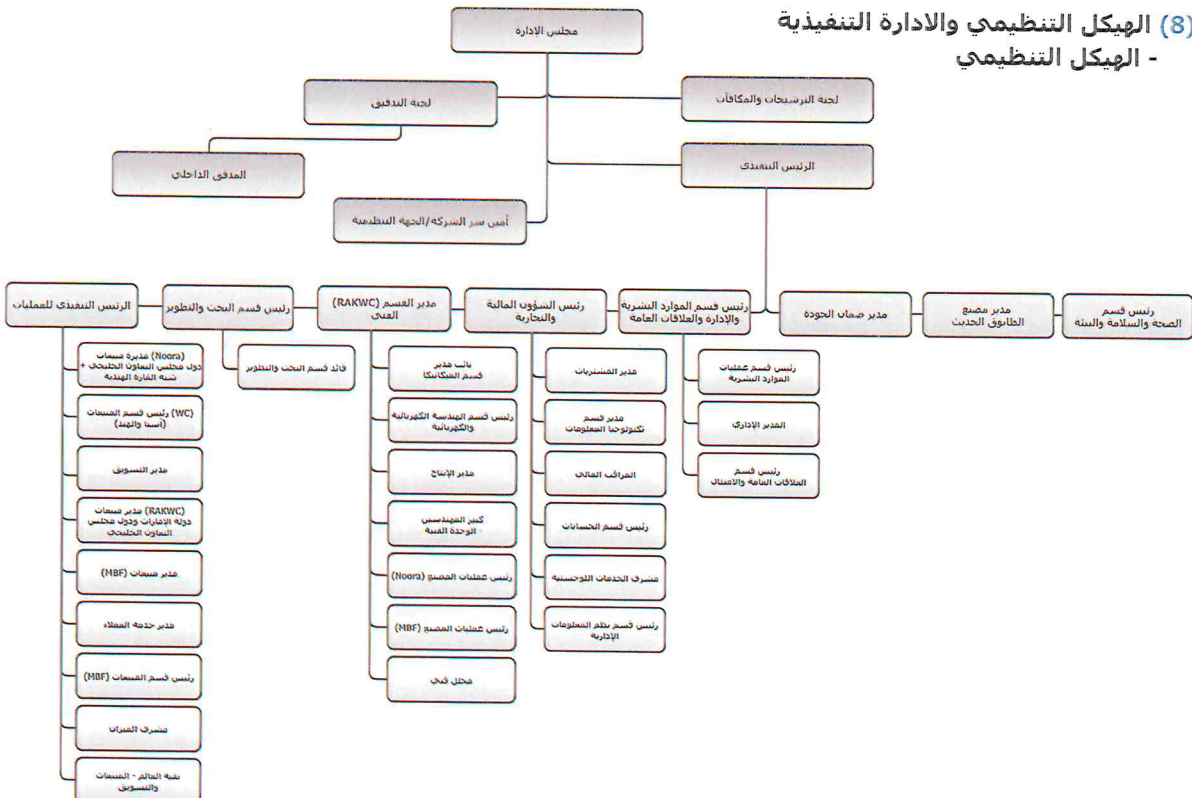 (8) الهيكل التنظيمي والادارة التنفيذية
- الهيكل التنظيمي
مجلس الإدارة
لجنة الترشيحات والمكافآت
لجنة التدقيق
الرئيس التنفيذي
المدقق الداخلي
أمين سر الشركة/الجهة التنظيمية
رئيس قسم
الصحة والسلامة والبيئة
مدير مصنع
الطابوق الحديث
مدير ضمان الجودة
رئيس قسم الموارد البشرية
والإدارة والعلاقات العامة
رئيس الشؤون المالية
والتجارية
مدير القسم (RAKWC)
الفني
رئيس قسم البحث والتطوير
الرئيس التنفيذي للعمليات
رئيس قسم عمليات
الموارد البشرية
المدير الإداري
رئيس قسم
العلاقات العامة والامتثال
مدير المشتريات
مدير قسم
تكنولوجيا المعلومات
المراقب المالي
رئيس قسم الحسابات
مشرف الخدمات اللوجستية
رئيس قسم نظم المعلومات
الإدارية
نائب مدير
قسم الميكانيكا
رئيس قسم الهندسة الكهربائية
والكهربائية
مدير الإنتاج
كبير المهندسين
- الوحدة الفنية
رئيس عمليات المصنع (Noora)
رئيس عمليات المصنع (MBF)
محلل فني
قائد قسم البحث والتطوير
(Noora) مديرة مبيعات
دول مجلس التعاون الخليجي +
شبه القارة الهندية
(WC) رئيس قسم المبيعات
(آسيا والهند)
مدير التسويق
(RAKWC) مدير مبيعات
دولة الإمارات ودول مجلس
التعاون الخليجي
مدير مبيعات (MBF)
مدير خدمة العملاء
رئيس قسم المبيعات (MBF)
مشرف الميزان
بقية العالم - المبيعات
والتسويق